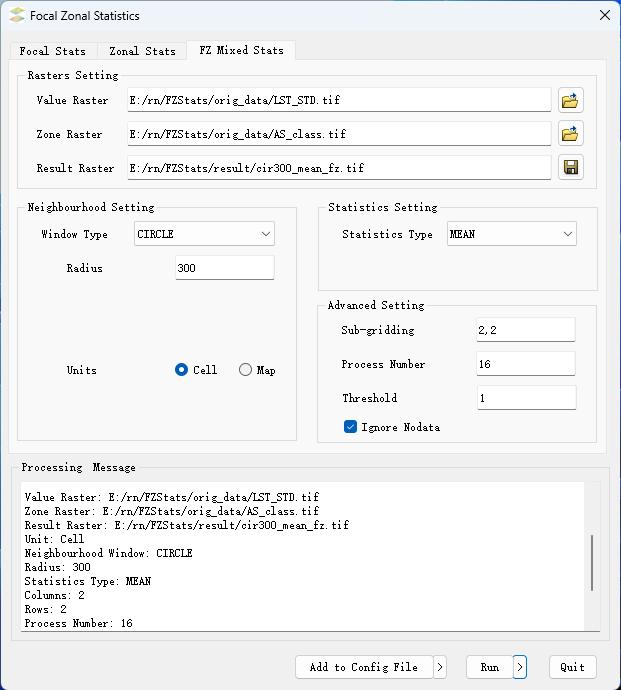 Focal Zonal Statistics
Focal Stats Zonal Stats FZ Mixed Stats
Rasters Setting
Value Raster E:/rn/FZStats/orig_data/LST_STD.tif
Zone Raster E:/rn/FZStats/orig_data/AS_class.tif
Result Raster E:/rn/FZStats/result/cir300_mean_fz.tif
Neighbourhood Setting
Window Type CIRCLE
Radius 300
Units Cell Map
Statistics Setting
Statistics Type MEAN
Advanced Setting
Sub-gridding 2,2
Process Number 16
Threshold 1
Ignore Nodata
Processing Message
Value Raster: E:/rn/FZStats/orig_data/LST_STD.tif
Zone Raster: E:/rn/FZStats/orig_data/AS_class.tif
Result Raster: E:/rn/FZStats/result/cir300_mean_fz.tif
Unit: Cell
Neighbourhood Window: CIRCLE
Radius: 300
Statistics Type: MEAN
Columns: 2
Rows: 2
Process Number: 16
Add to Config File > Run > Quit